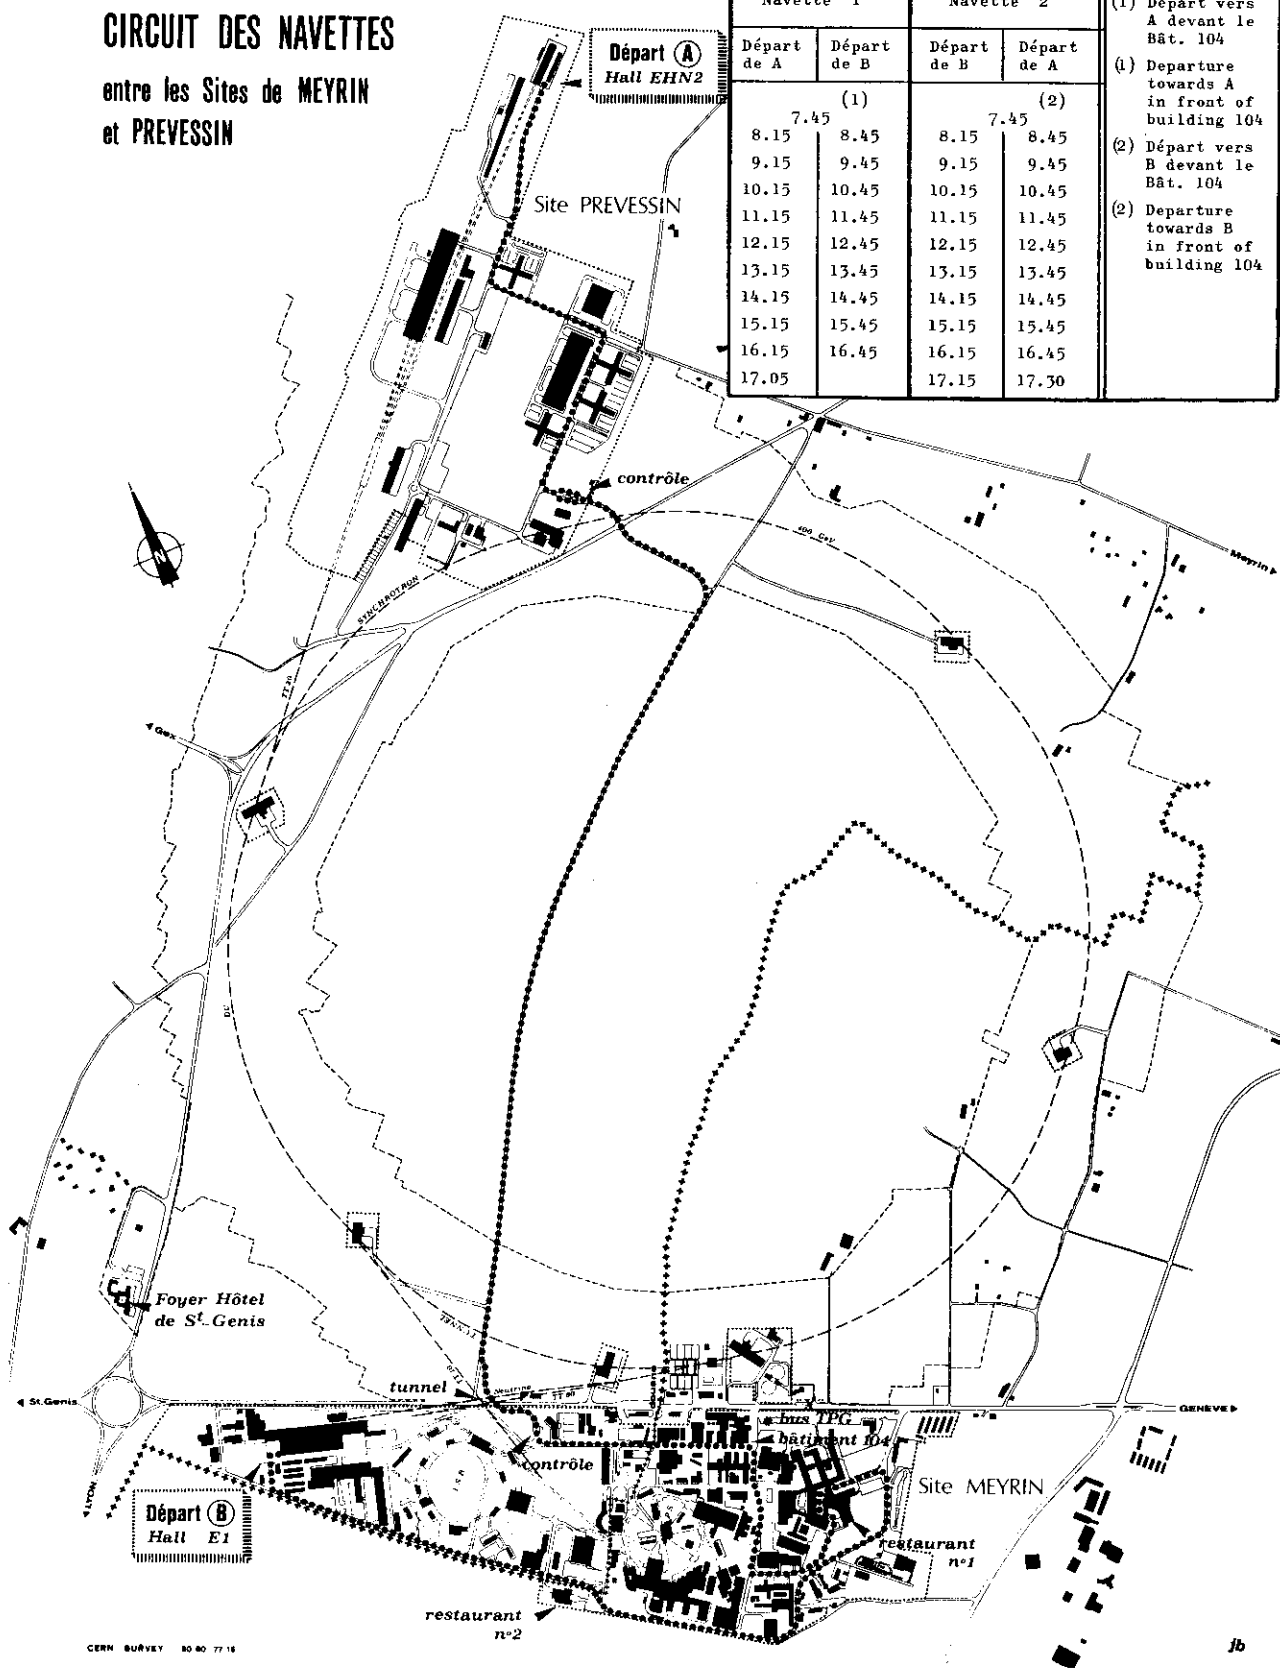 CIRCUIT DES NAVETTES
entre les Sites de MEYRIN
et PREVESSIN
Départ A
Hall EHN2
Navette 1 Navette 2
Départ de A Départ de B Départ de B Départ de A
(1) (2)
7.45 7.45
8.15 8.45 8.15 8.45
9.15 9.45 9.15 9.45
10.15 10.45 10.15 10.45
11.15 11.45 11.15 11.45
12.15 12.45 12.15 12.45
13.15 13.45 13.15 13.45
14.15 14.45 14.15 14.45
15.15 15.45 15.15 15.45
16.15 16.45 16.15 16.45
17.05 17.15 17.30
(1) Départ vers
A devant le
Bât. 104
(1) Departure
towards A
in front of
building 104
(2) Départ vers
B devant le
Bât. 104
(2) Departure
towards B
in front of
building 104
Site PREVESSIN
contrôle
N
400 GeV
Meyrin
SYNCHROTRON
TT 20
Gex
Foyer Hôtel
de St-Genis
TUNNEL
tunnel
Neutrino
St.Genis
GENEVE
bus TPG
bâtiment 104
contrôle
ISR
Site MEYRIN
LYON
Départ B
Hall E1
restaurant
n°1
restaurant
n°2
CERN SURVEY
jb